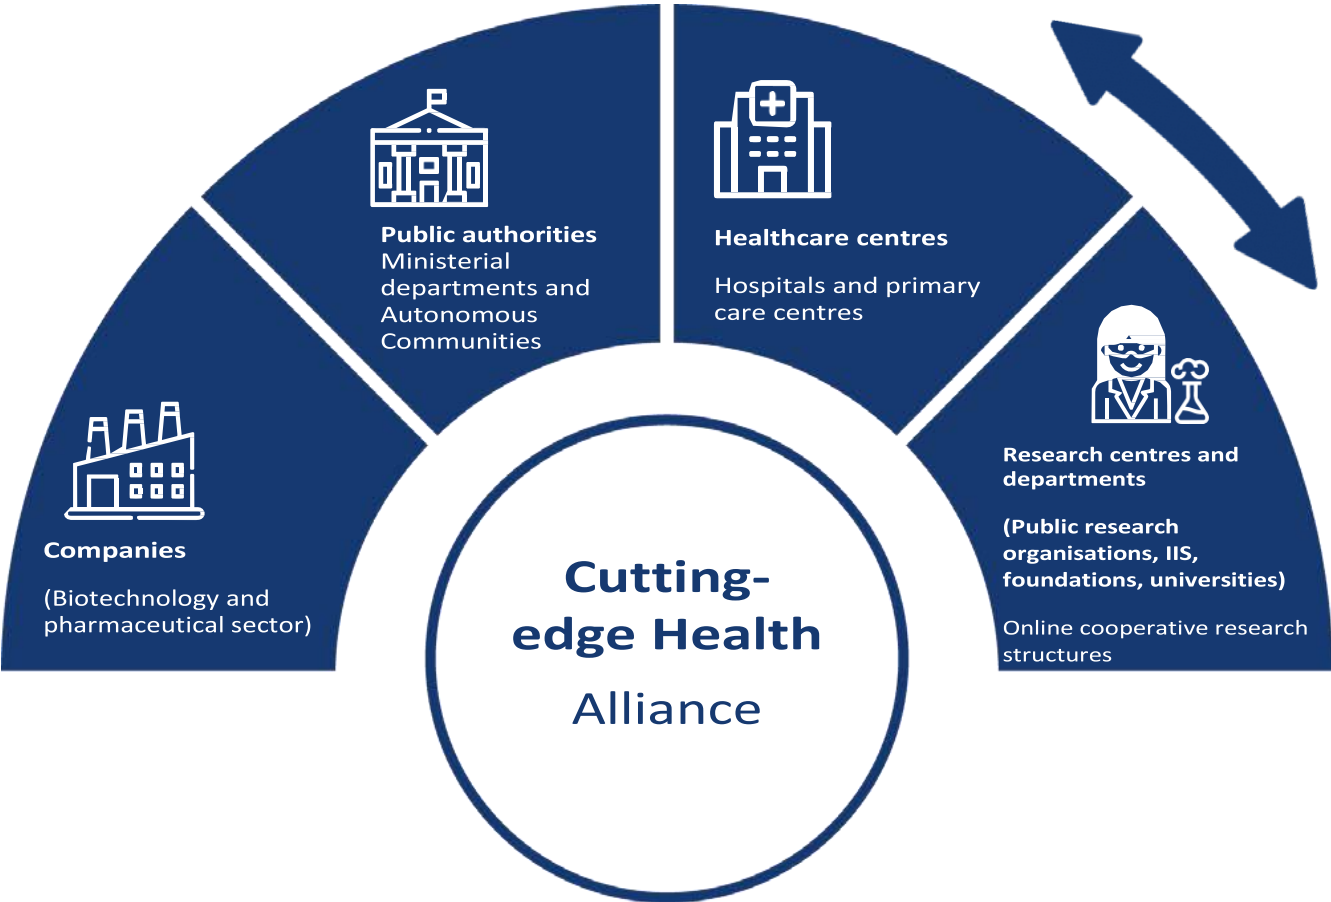 Public authorities
Ministerial
departments and
Autonomous
Communities
Healthcare centres
Hospitals and primary
care centres
Companies
(Biotechnology and
pharmaceutical sector)
Research centres and
departments
(Public research
organisations, IIS,
foundations, universities)
Online cooperative research
structures
Cutting-
edge Health
Alliance